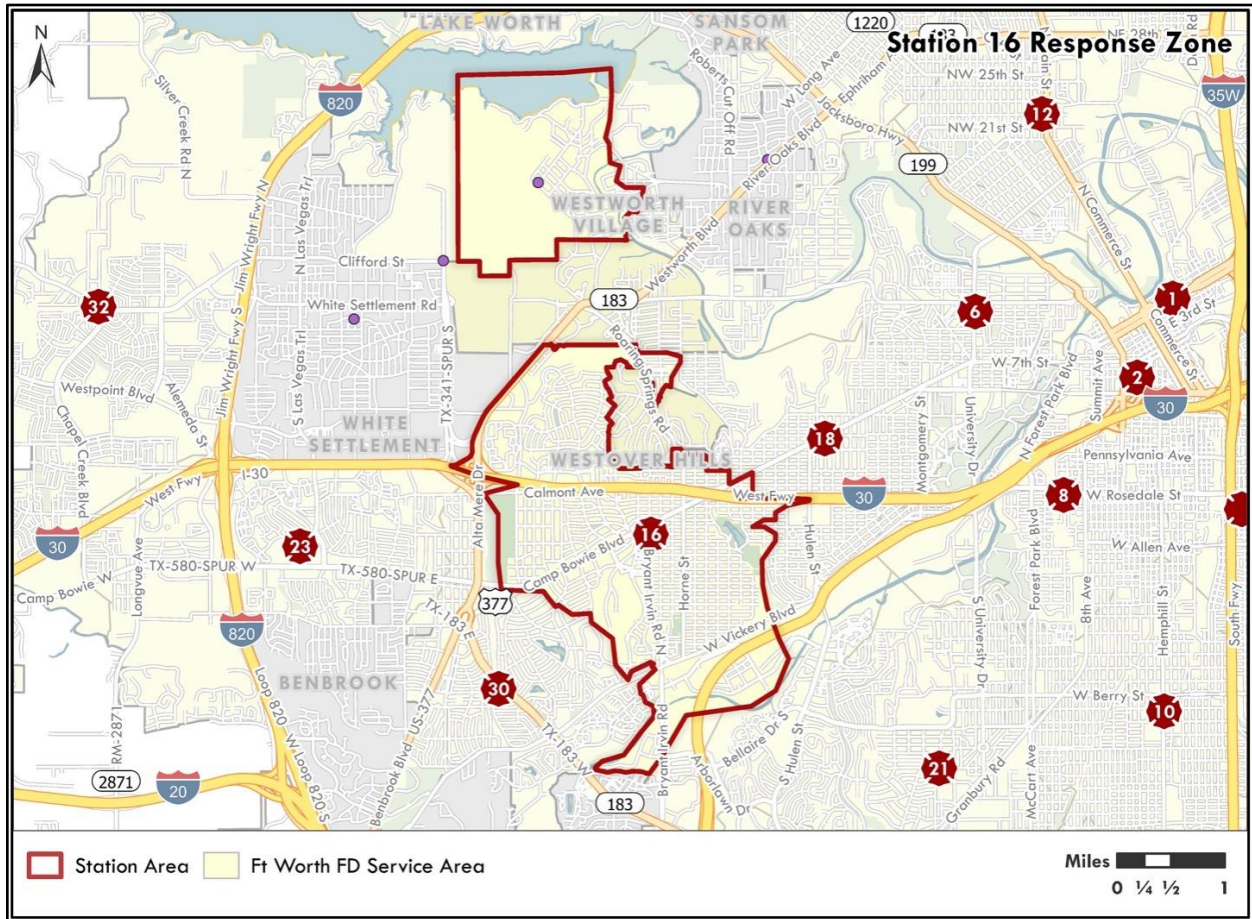 LAKE WORTH
SANSOM
PARK
1220
183
NE 28th
Station 16 Response Zone
N
Silver Creek Rd N
820
Roberts Cut Off Rd
W Long Ave
Ephriham
NW 25th St
35W
Jacksboro Hwy
12
NW 21st St
199
River Oaks Blvd
N Las Vegas Trl
Jim Wright Fwy N
WESTWORTH
VILLAGE
RIVER
OAKS
N Commerce St
Clifford St
Westworth Blvd
32
White Settlement Rd
183
6
1
E 3rd St
Commerce St
Jim Wright Fwy S
TX-341-SPUR S
Roaring Springs Rd
W 7th St
2
Summit Ave
30
Westpoint Blvd
Alemeda St
S Las Vegas Trl
WHITE
SETTLEMENT
18
Montgomery St
University Dr
N Forest Park Blvd
Chapel Creek Blvd
WESTOVER HILLS
Pennsylvania Ave
I-30
West Fwy
Calmont Ave
West Fwy
30
8
W Rosedale St
Alta Mere Dr
16
Hulen St
30
23
W Allen Ave
Longvue Ave
TX-580-SPUR W
TX-580-SPUR E
Camp Bowie W
Camp Bowie Blvd
Bryant Irvin Rd N
Horne St
377
TX-183 E
W Vickery Blvd
S University Dr
Forest Park Blvd
8th Ave
Hemphill St
South Fwy
820
BENBROOK
30
W Berry St
10
Loop 820 S
W Loop 820 S
US-377
Benbrook Blvd
TX-183 W
RM-2871
Bryant Irvin Rd
Bellaire Dr S
S Hulen St
21
Granbury Rd
McCart Ave
2871
20
183
Arborlawn Dr
Station Area
Ft Worth FD Service Area
Miles
0 ¼ ½ 1